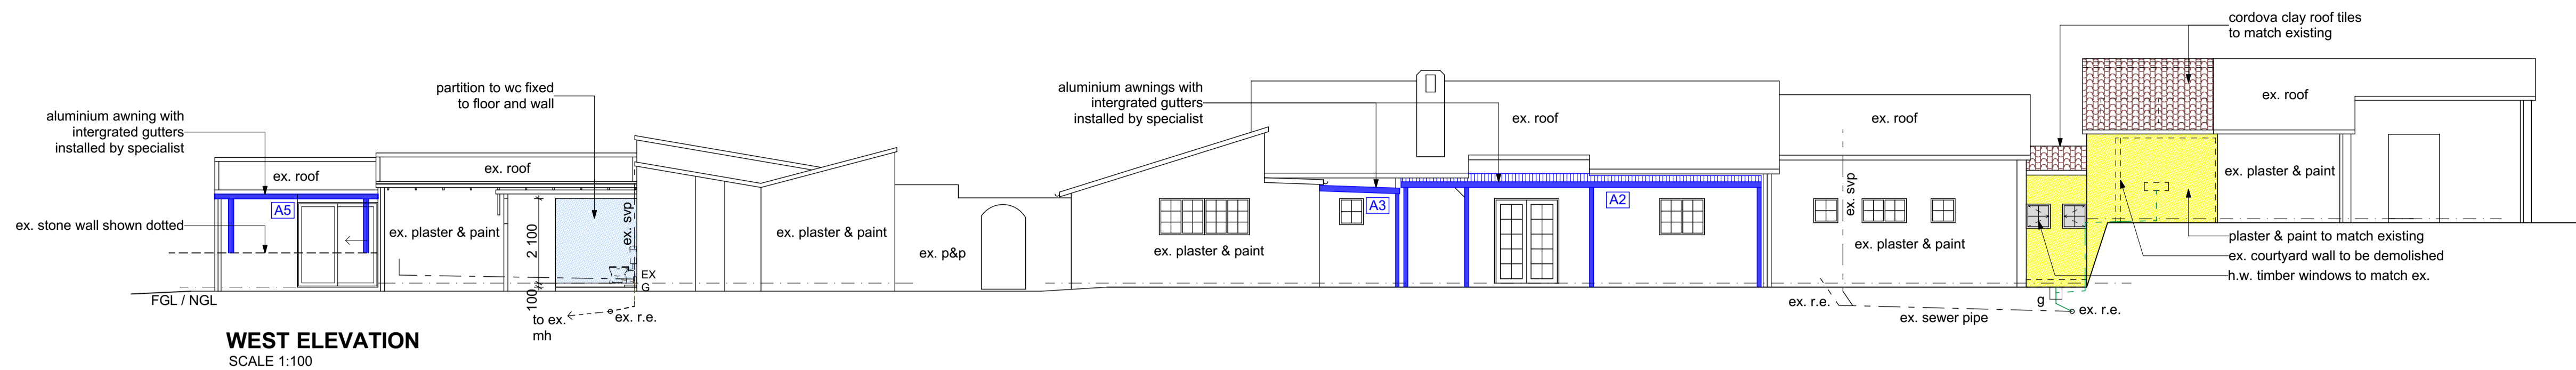 cordova clay roof tiles
to match existing
partition to wc fixed
to floor and wall
aluminium awnings with
intergrated gutters
installed by specialist
aluminium awning with
intergrated gutters
installed by specialist
ex. roof
ex. roof
ex. roof
ex. roof
ex. roof
A5
A3
A2
ex. stone wall shown dotted
ex. plaster & paint
2 100
100
ex. svp
EX
G
ex. plaster & paint
ex. p&p
ex. plaster & paint
ex. svp
ex. plaster & paint
ex. plaster & paint
plaster & paint to match existing
ex. courtyard wall to be demolished
h.w. timber windows to match ex.
FGL / NGL
to ex.
mh
ex. r.e.
ex. r.e.
ex. sewer pipe
g
ex. r.e.
WEST ELEVATION
SCALE 1:100